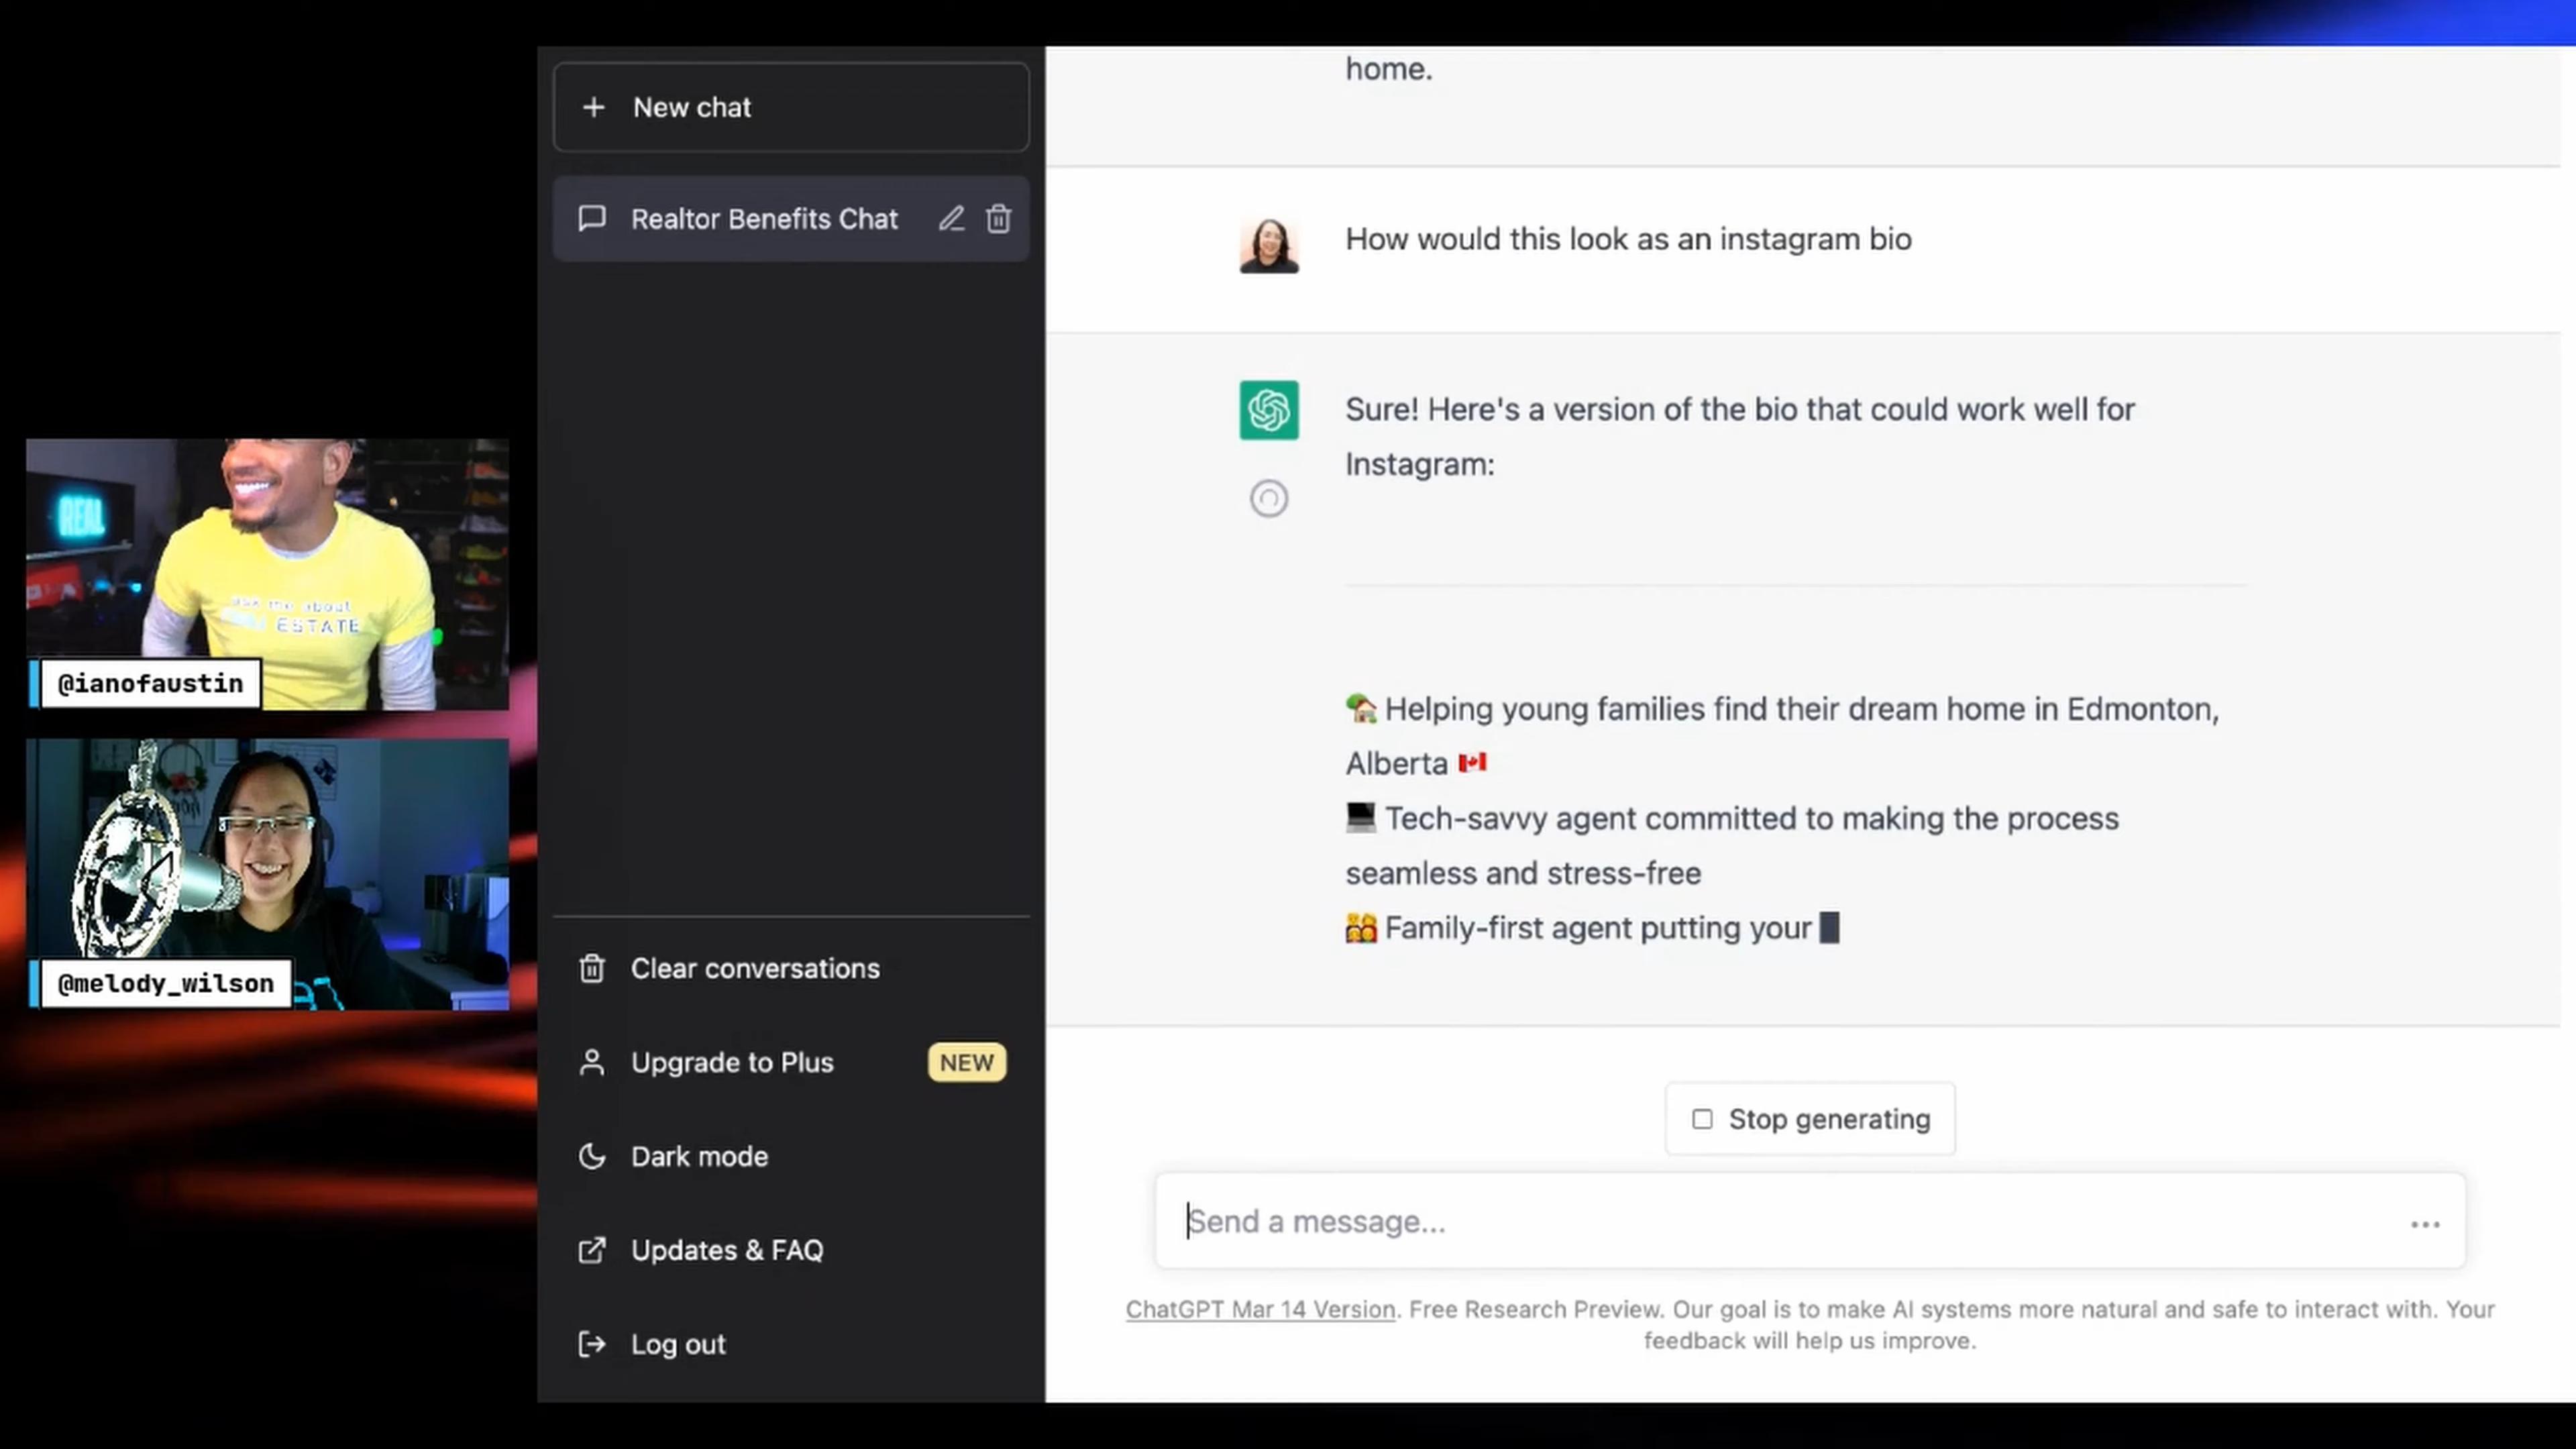 home.
+ New chat
Realtor Benefits Chat
How would this look as an instagram bio
Sure! Here's a version of the bio that could work well for
Instagram:
🏡 Helping young families find their dream home in Edmonton,
Alberta 🇨🇦
💻 Tech-savvy agent committed to making the process
seamless and stress-free
👨‍👩‍👧‍👦 Family-first agent putting your
REAL
ask me about
ESTATE
@ianofaustin
@melody_wilson
Clear conversations
Upgrade to Plus NEW
Dark mode
Updates & FAQ
Log out
Stop generating
Send a message...
ChatGPT Mar 14 Version. Free Research Preview. Our goal is to make AI systems more natural and safe to interact with. Your
feedback will help us improve.